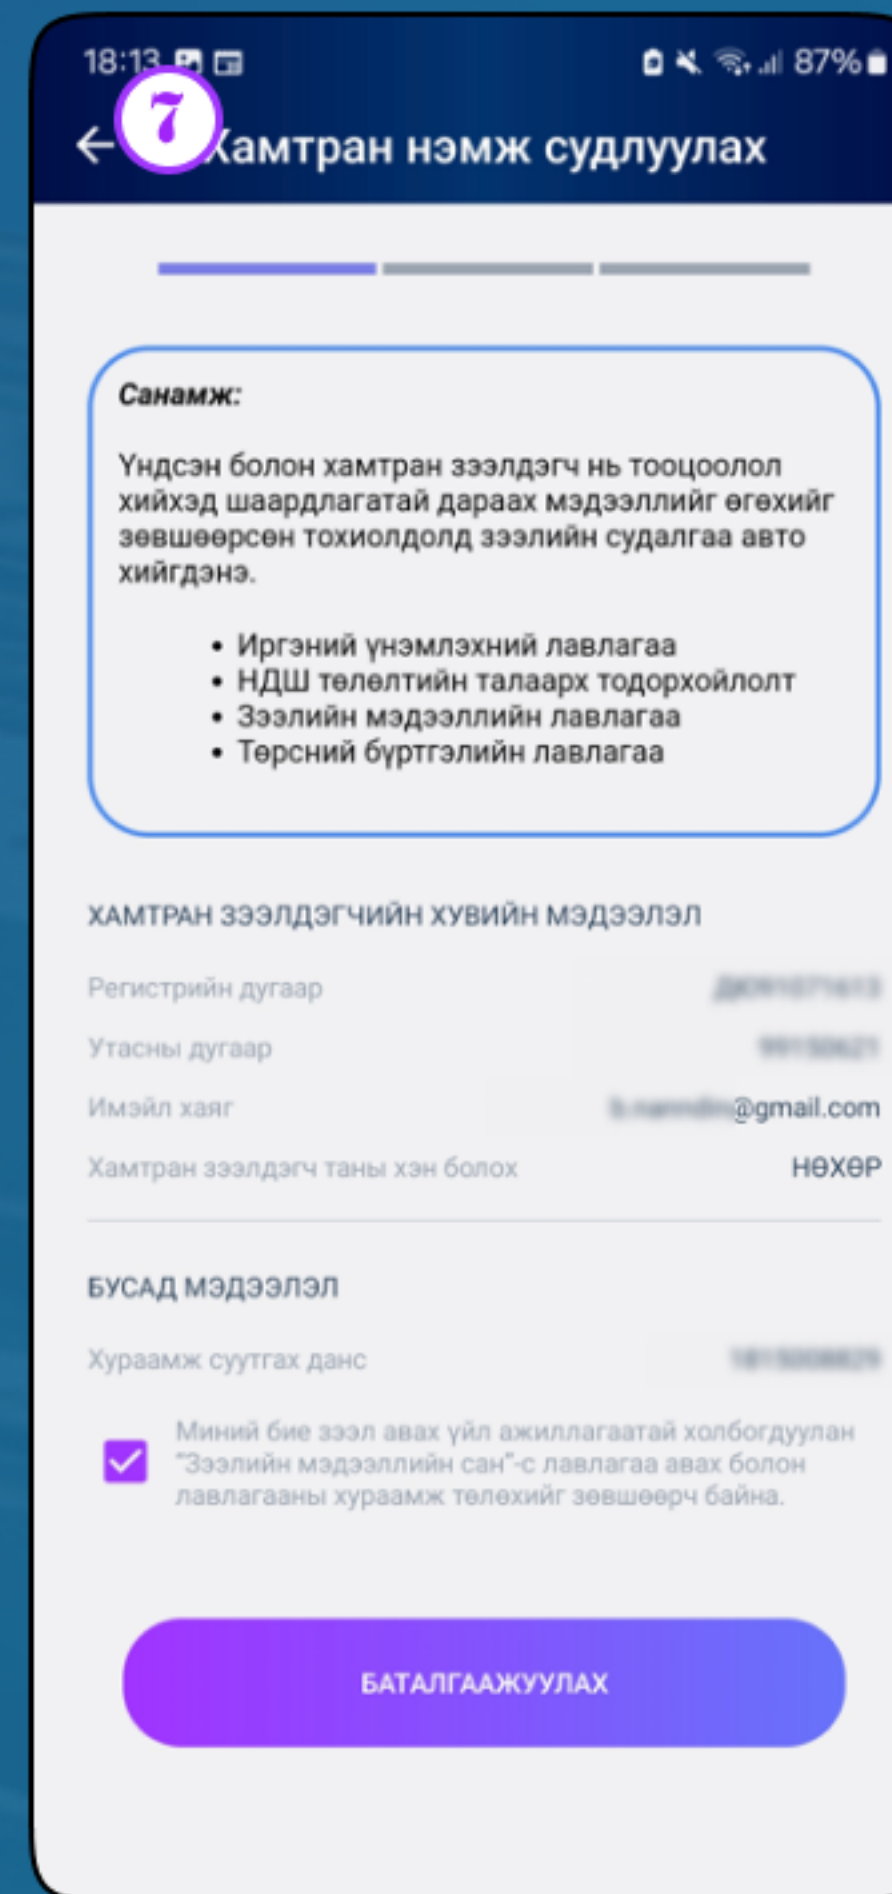 18:13
87%
7
Хамтран нэмж судлуулах
Санамж:
Үндсэн болон хамтран зээлдэгч нь тооцоолол
хийхэд шаардлагатай дараах мэдээллийг өгөхийг
зөвшөөрсөн тохиолдолд зээлийн судалгаа авто
хийгдэнэ.
• Иргэний үнэмлэхний лавлагаа
• НДШ төлөлтийн талаарх тодорхойлолт
• Зээлийн мэдээллийн лавлагаа
• Төрсний бүртгэлийн лавлагаа
ХАМТРАН ЗЭЭЛДЭГЧИЙН ХУВИЙН МЭДЭЭЛЭЛ
Регистрийн дугаар
Утасны дугаар
Имэйл хаяг @gmail.com
Хамтран зээлдэгч таны хэн болох НӨХӨР
БУСАД МЭДЭЭЛЭЛ
Хураамж суутгах данс
Миний бие зээл авах үйл ажиллагаатай холбогдуулан
“Зээлийн мэдээллийн сан”-с лавлагаа авах болон
лавлагааны хураамж төлөхийг зөвшөөрч байна.
БАТАЛГААЖУУЛАХ